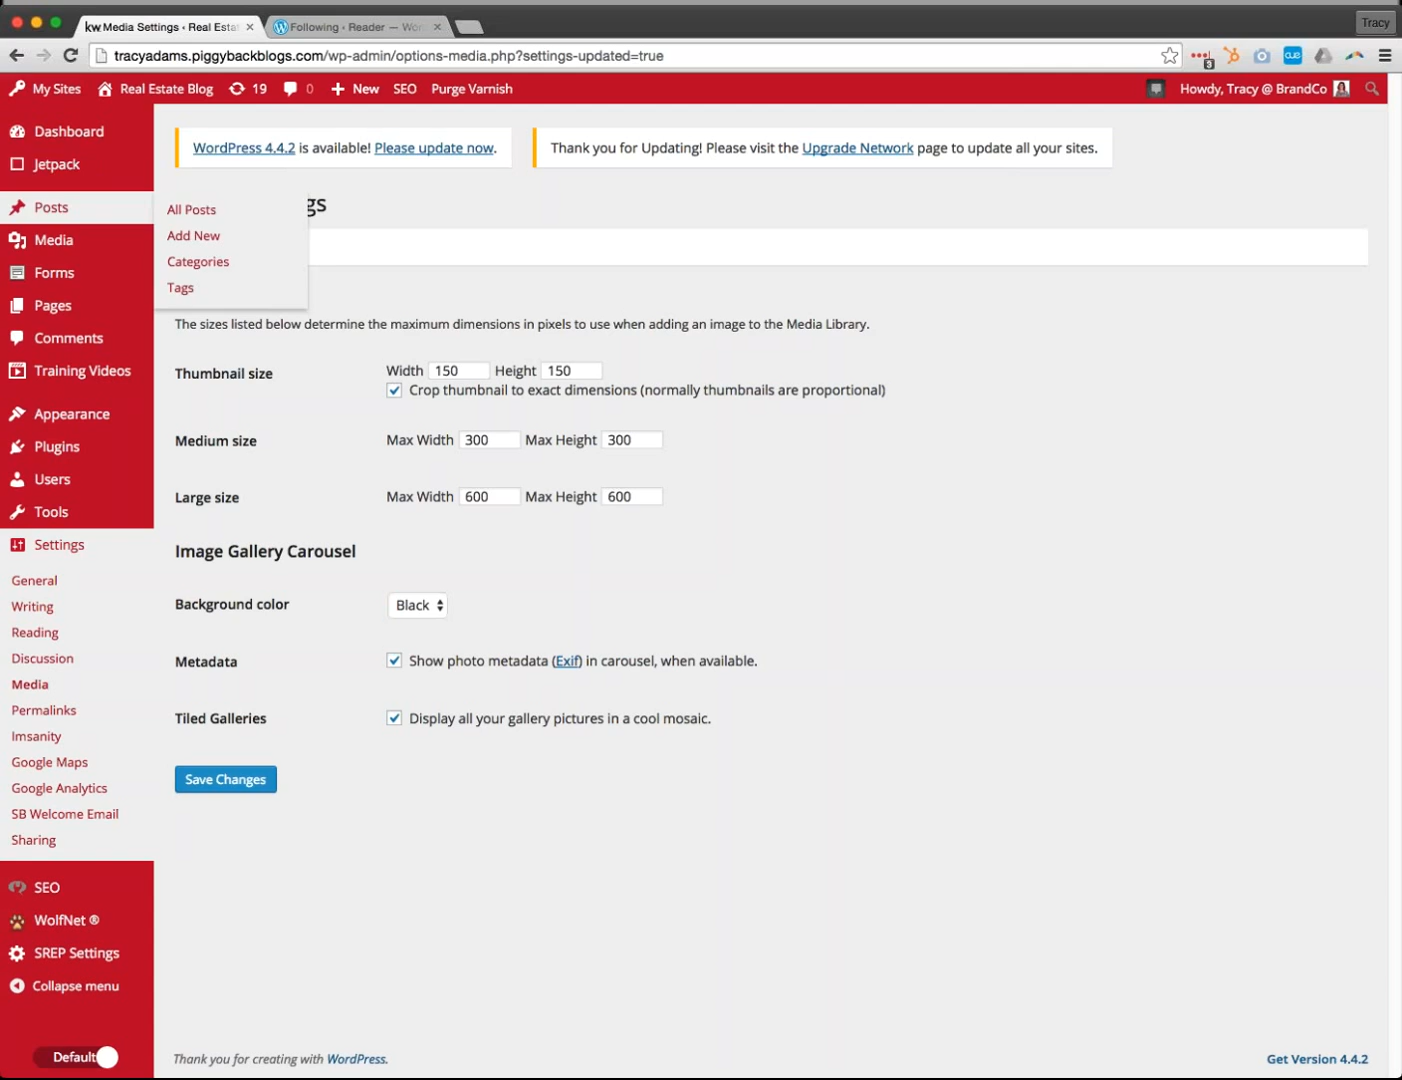 kw Media Settings · Real Esta
Following · Reader — Wor
Tracy
tracyadams.piggybackblogs.com/wp-admin/options-media.php?settings-updated=true
3
CUE
My Sites Real Estate Blog 19 0 + New SEO Purge Varnish Howdy, Tracy @ BrandCo
Dashboard
Jetpack
Posts
Media
Forms
Pages
Comments
Training Videos
Appearance
Plugins
Users
Tools
Settings
General
Writing
Reading
Discussion
Media
Permalinks
Imsanity
Google Maps
Google Analytics
SB Welcome Email
Sharing
SEO
WolfNet ®
SREP Settings
Collapse menu
Default
All Posts
Add New
Categories
Tags
WordPress 4.4.2 is available! Please update now.
Thank you for Updating! Please visit the Upgrade Network page to update all your sites.
gs
The sizes listed below determine the maximum dimensions in pixels to use when adding an image to the Media Library.
Thumbnail size Width 150 Height 150
Crop thumbnail to exact dimensions (normally thumbnails are proportional)
Medium size Max Width 300 Max Height 300
Large size Max Width 600 Max Height 600
Image Gallery Carousel
Background color Black
Metadata Show photo metadata (Exif) in carousel, when available.
Tiled Galleries Display all your gallery pictures in a cool mosaic.
Save Changes
Thank you for creating with WordPress.
Get Version 4.4.2